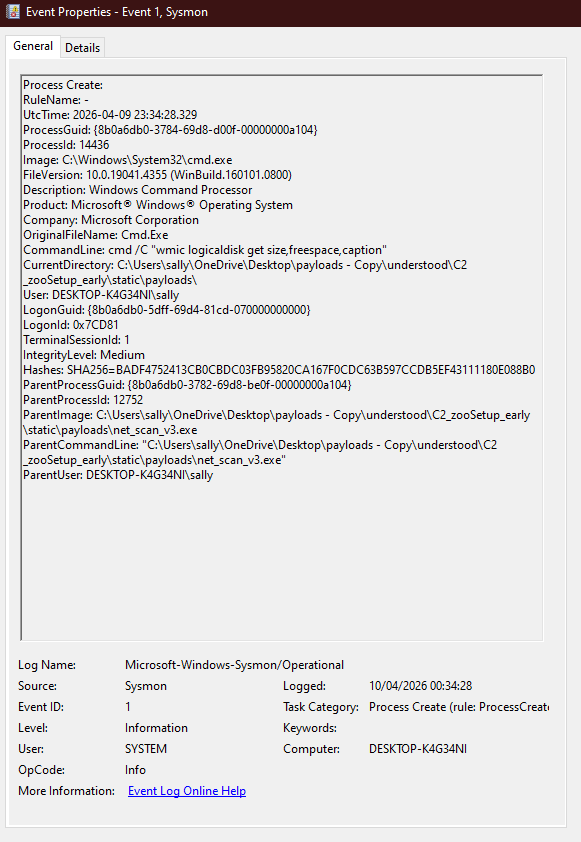 Event Properties - Event 1, Sysmon
General Details
Process Create:
RuleName: -
UtcTime: 2026-04-09 23:34:28.329
ProcessGuid: {8b0a6db0-3784-69d8-d00f-00000000a104}
ProcessId: 14436
Image: C:\Windows\System32\cmd.exe
FileVersion: 10.0.19041.4355 (WinBuild.160101.0800)
Description: Windows Command Processor
Product: Microsoft® Windows® Operating System
Company: Microsoft Corporation
OriginalFileName: Cmd.Exe
CommandLine: cmd /C "wmic logicaldisk get size,freespace,caption"
CurrentDirectory: C:\Users\sally\OneDrive\Desktop\payloads - Copy\understood\C2
_zooSetup_early\static\payloads\
User: DESKTOP-K4G34NI\sally
LogonGuid: {8b0a6db0-5dff-69d4-81cd-070000000000}
LogonId: 0x7CD81
TerminalSessionId: 1
IntegrityLevel: Medium
Hashes: SHA256=BADF4752413CB0CBDC03FB95820CA167F0CDC63B597CCDB5EF43111180E088B0
ParentProcessGuid: {8b0a6db0-3782-69d8-be0f-00000000a104}
ParentProcessId: 12752
ParentImage: C:\Users\sally\OneDrive\Desktop\payloads - Copy\understood\C2_zooSetup_early
\static\payloads\net_scan_v3.exe
ParentCommandLine: "C:\Users\sally\OneDrive\Desktop\payloads - Copy\understood\C2
_zooSetup_early\static\payloads\net_scan_v3.exe"
ParentUser: DESKTOP-K4G34NI\sally
Log Name: Microsoft-Windows-Sysmon/Operational
Source: Sysmon Logged: 10/04/2026 00:34:28
Event ID: 1 Task Category: Process Create (rule: ProcessCreate
Level: Information Keywords:
User: SYSTEM Computer: DESKTOP-K4G34NI
OpCode: Info
More Information: Event Log Online Help